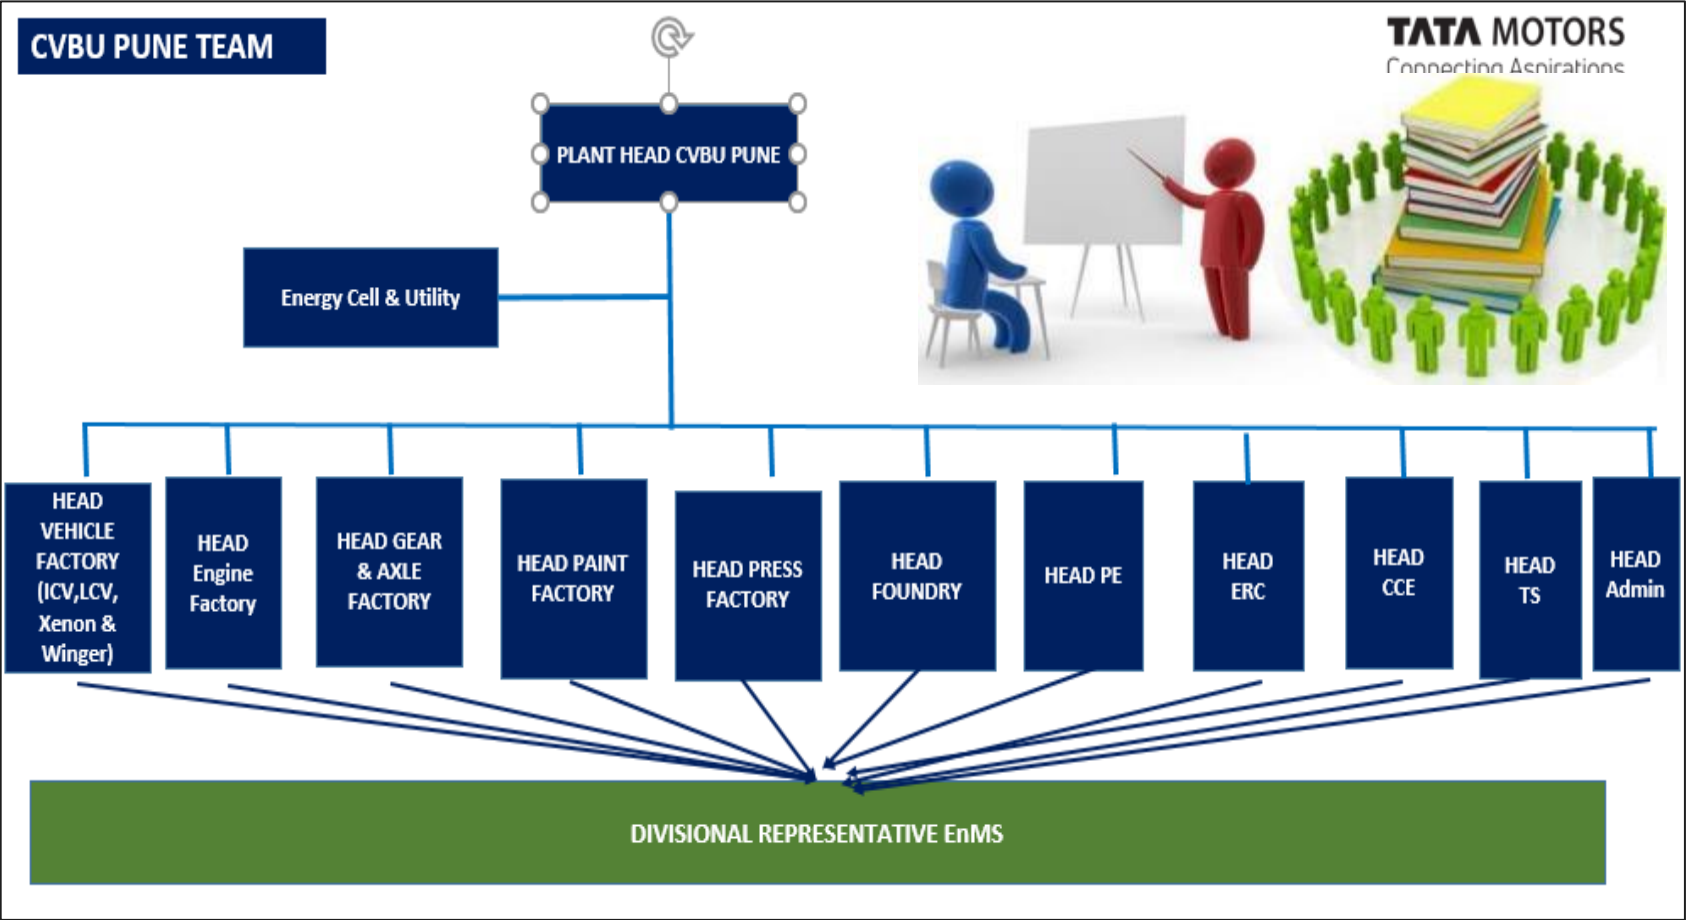 CVBU PUNE TEAM
TATA MOTORS
Connecting Aspirations
PLANT HEAD CVBU PUNE
Energy Cell & Utility
HEAD
VEHICLE
FACTORY
(ICV,LCV,
Xenon &
Winger)
HEAD
Engine
Factory
HEAD GEAR
& AXLE
FACTORY
HEAD PAINT
FACTORY
HEAD PRESS
FACTORY
HEAD
FOUNDRY
HEAD PE
HEAD
ERC
HEAD
CCE
HEAD
TS
HEAD
Admin
DIVISIONAL REPRESENTATIVE EnMS